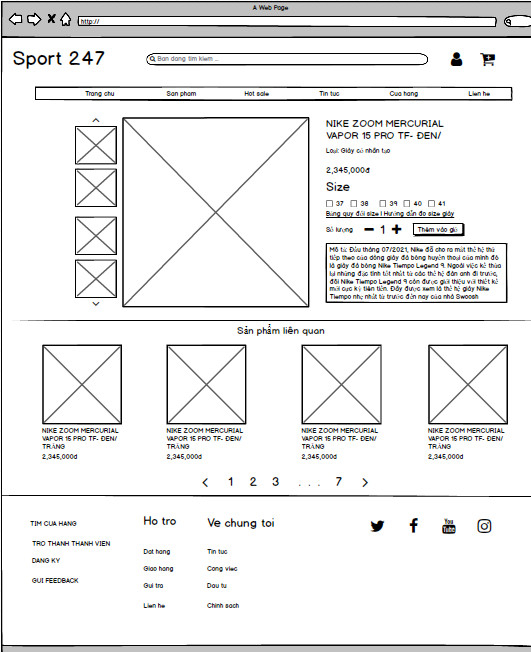 A Web Page
http://
Sport 247
Ban dang tim kiem ...
Trang chu San pham Hot sale Tin tuc Cua hang Lien he
NIKE ZOOM MERCURIAL
VAPOR 15 PRO TF- ĐEN/
Loại: Giày cỏ nhân tạo
2,345,000đ
Size
37 38 39 40 41
Bảng quy đổi size | Hướng dẫn đo size giày
Số lượng 1 Thêm vào giỏ
Mô tả: Đầu tháng 07/2021, Nike đã cho ra mắt thế hệ thứ
tiếp theo của dòng giày đá bóng huyền thoại của mình đó
là giày đá bóng Nike Tiempo Legend 9. Ngoài việc kế thừa
lại những đặc tính tốt nhất từ các thế hệ đàn anh đi trước,
đôi Nike Tiempo Legend 9 còn được giới thiệu với thiết kế
mới cực kỳ tiên tiến. Đây được xem là thế hệ giày Nike
Tiempo nhẹ nhất từ trước đến nay của nhà Swoosh
Sản phẩm liên quan
NIKE ZOOM MERCURIAL
VAPOR 15 PRO TF- ĐEN/
TRẮNG
2,345,000đ
NIKE ZOOM MERCURIAL
VAPOR 15 PRO TF- ĐEN/
TRẮNG
2,345,000đ
NIKE ZOOM MERCURIAL
VAPOR 15 PRO TF- ĐEN/
TRẮNG
2,345,000đ
NIKE ZOOM MERCURIAL
VAPOR 15 PRO TF- ĐEN/
TRẮNG
2,345,000đ
< 1 2 3 ... 7 >
TIM CUA HANG
TRO THANH THANH VIEN
DANG KY
GUI FEEDBACK
Ho tro
Dat hang
Giao hang
Gui tra
Lien he
Ve chung toi
Tin tuc
Cong viec
Dau tu
Chinh sach
You
Tube